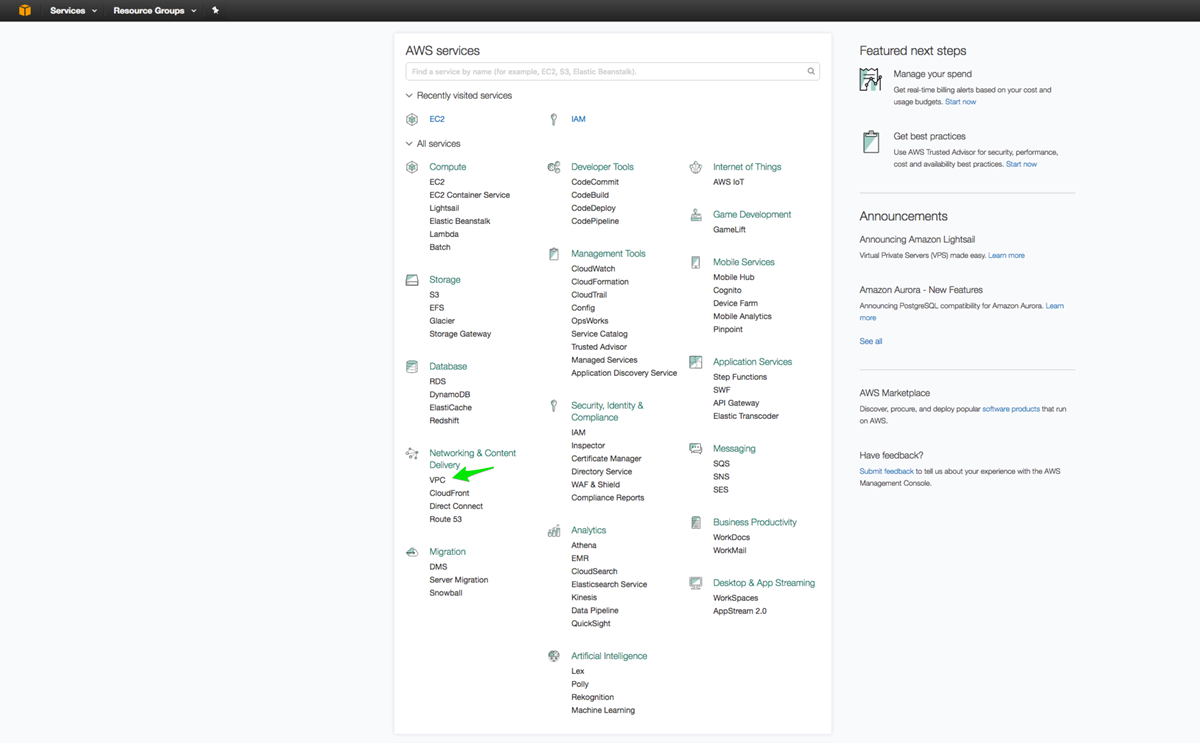 Services
Resource Groups
AWS services
Find a service by name (for example, EC2, S3, Elastic Beanstalk).
Recently visited services
EC2
IAM
All services
Compute
EC2
EC2 Container Service
Lightsail
Elastic Beanstalk
Lambda
Batch
Storage
S3
EFS
Glacier
Storage Gateway
Database
RDS
DynamoDB
ElastiCache
Redshift
Networking & Content
Delivery
VPC
CloudFront
Direct Connect
Route 53
Migration
DMS
Server Migration
Snowball
Developer Tools
CodeCommit
CodeBuild
CodeDeploy
CodePipeline
Management Tools
CloudWatch
CloudFormation
CloudTrail
Config
OpsWorks
Service Catalog
Trusted Advisor
Managed Services
Application Discovery Service
Security, Identity &
Compliance
IAM
Inspector
Certificate Manager
Directory Service
WAF & Shield
Compliance Reports
Analytics
Athena
EMR
CloudSearch
Elasticsearch Service
Kinesis
Data Pipeline
QuickSight
Artificial Intelligence
Lex
Polly
Rekognition
Machine Learning
Internet of Things
AWS IoT
Game Development
GameLift
Mobile Services
Mobile Hub
Cognito
Device Farm
Mobile Analytics
Pinpoint
Application Services
Step Functions
SWF
API Gateway
Elastic Transcoder
Messaging
SQS
SNS
SES
Business Productivity
WorkDocs
WorkMail
Desktop & App Streaming
WorkSpaces
AppStream 2.0
Featured next steps
Manage your spend
Get real-time billing alerts based on your cost and
usage budgets. Start now
Get best practices
Use AWS Trusted Advisor for security, performance,
cost and availability best practices. Start now
Announcements
Announcing Amazon Lightsail
Virtual Private Servers (VPS) made easy. Learn more
Amazon Aurora - New Features
Announcing PostgreSQL compatibility for Amazon Aurora. Learn
more
See all
AWS Marketplace
Discover, procure, and deploy popular software products that run
on AWS.
Have feedback?
Submit feedback to tell us about your experience with the AWS
Management Console.